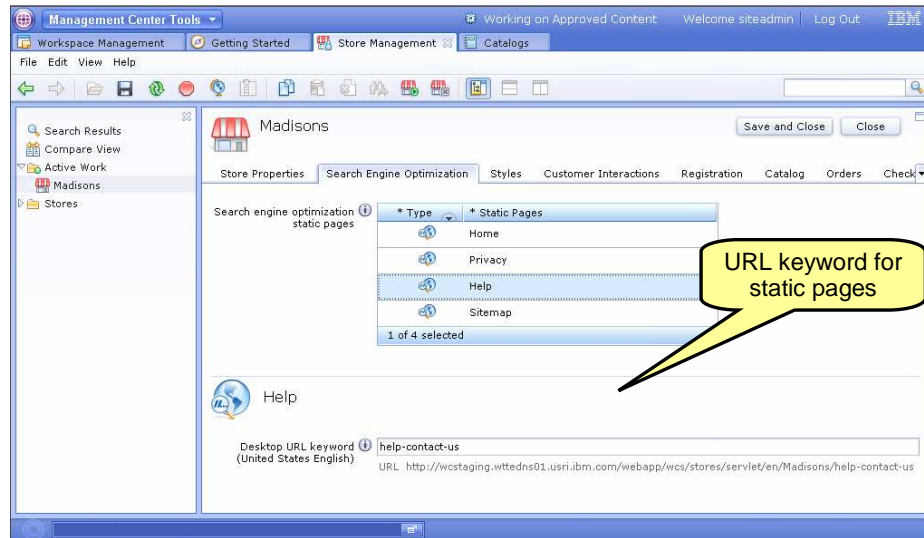 Management Center Tools
Working on Approved Content Welcome siteadmin Log Out IBM
Workspace Management Getting Started Store Management Catalogs
File Edit View Help
Search Results
Compare View
Active Work
Madisons
Stores
Madisons
Save and Close Close
Store Properties Search Engine Optimization Styles Customer Interactions Registration Catalog Orders Check
Search engine optimization
static pages
* Type * Static Pages
Home
Privacy
Help
Sitemap
1 of 4 selected
URL keyword for
static pages
Help
Desktop URL keyword help-contact-us
(United States English)
URL http://wcstaging.wttedns01.usri.ibm.com/webapp/wcs/stores/servlet/en/Madisons/help-contact-us